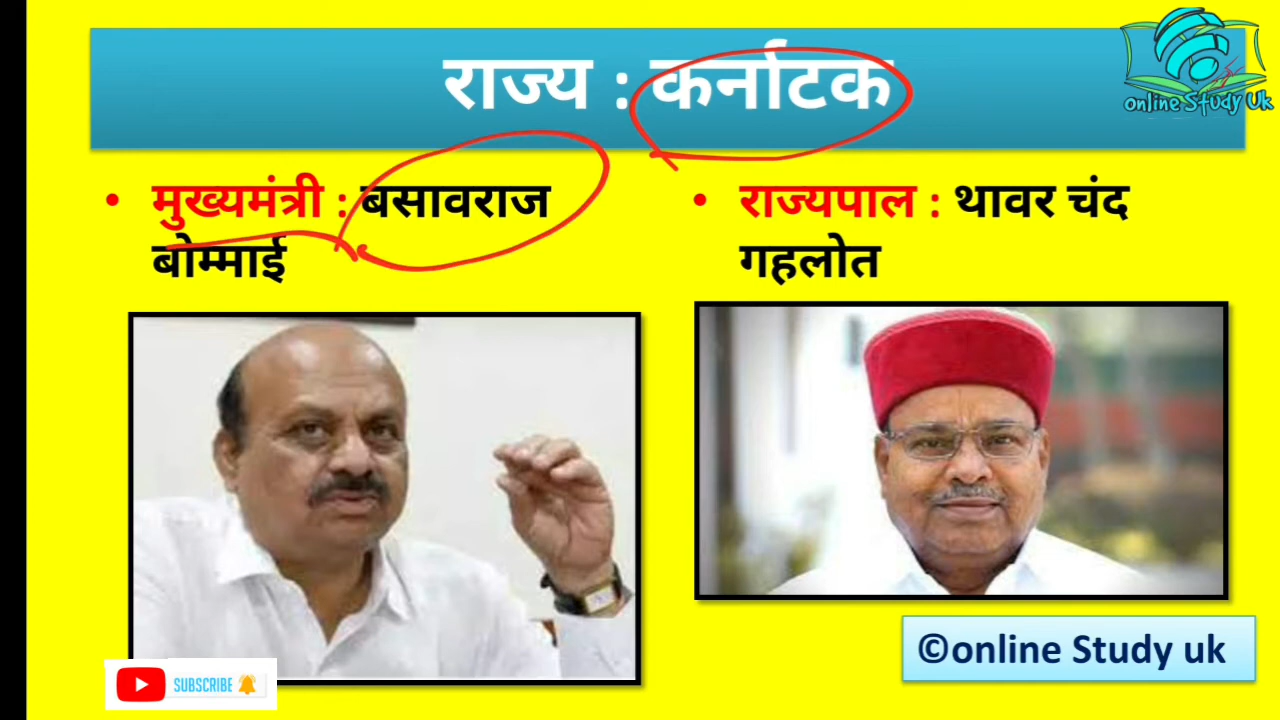 राज्य : कर्नाटक
online Study Uk
• मुख्यमंत्री : बसावराज
बोम्माई
• राज्यपाल : थावर चंद
गहलोत
©online Study uk
SUBSCRIBE